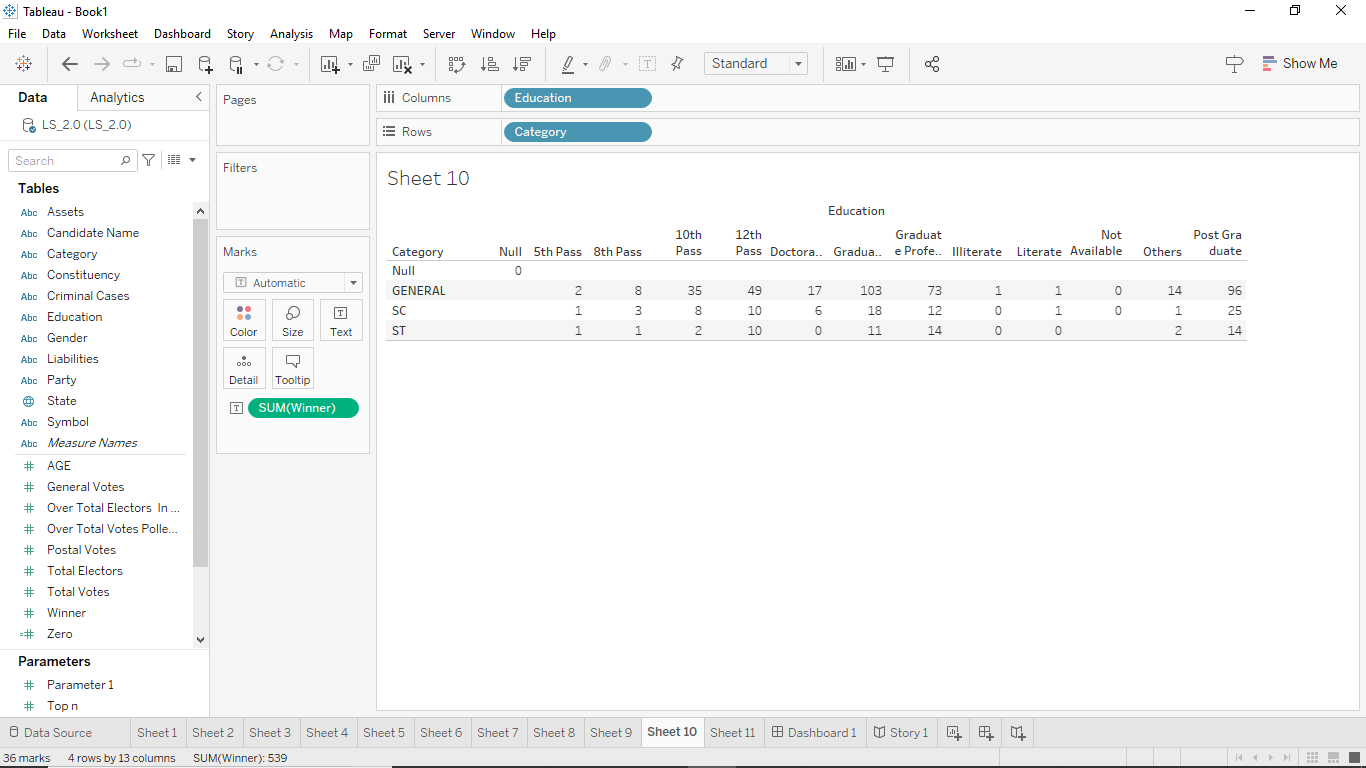 Tableau - Book1
File Data Worksheet Dashboard Story Analysis Map Format Server Window Help
Standard
Show Me
Data Analytics
LS_2.0 (LS_2.0)
Search
Tables
Abc Assets
Abc Candidate Name
Abc Category
Abc Constituency
Abc Criminal Cases
Abc Education
Abc Gender
Abc Liabilities
Abc Party
State
Abc Symbol
Abc Measure Names
# AGE
# General Votes
# Over Total Electors In ...
# Over Total Votes Polle...
# Postal Votes
# Total Electors
# Total Votes
# Winner
=# Zero
Parameters
# Parameter 1
# Top n
Pages
Filters
Marks
T Automatic
Color Size Text
Detail Tooltip
T SUM(Winner)
Columns Education
Rows Category
Sheet 10
Education
Category Null 5th Pass 8th Pass 10th Pass 12th Pass Doctora.. Gradua.. Graduat e Profe.. Illiterate Literate Not Available Others Post Gra duate
Null 0
GENERAL 2 8 35 49 17 103 73 1 1 0 14 96
SC 1 3 8 10 6 18 12 0 1 0 1 25
ST 1 1 2 10 0 11 14 0 0 2 14
Data Source Sheet 1 Sheet 2 Sheet 3 Sheet 4 Sheet 5 Sheet 6 Sheet 7 Sheet 8 Sheet 9 Sheet 10 Sheet 11 Dashboard 1 Story 1
36 marks 4 rows by 13 columns SUM(Winner): 539